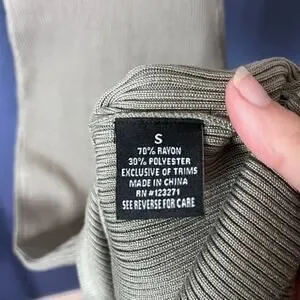 S
70% RAYON
30% POLYESTER
EXCLUSIVE OF TRIMS
MADE IN CHINA
RN #123271
SEE REVERSE FOR CARE